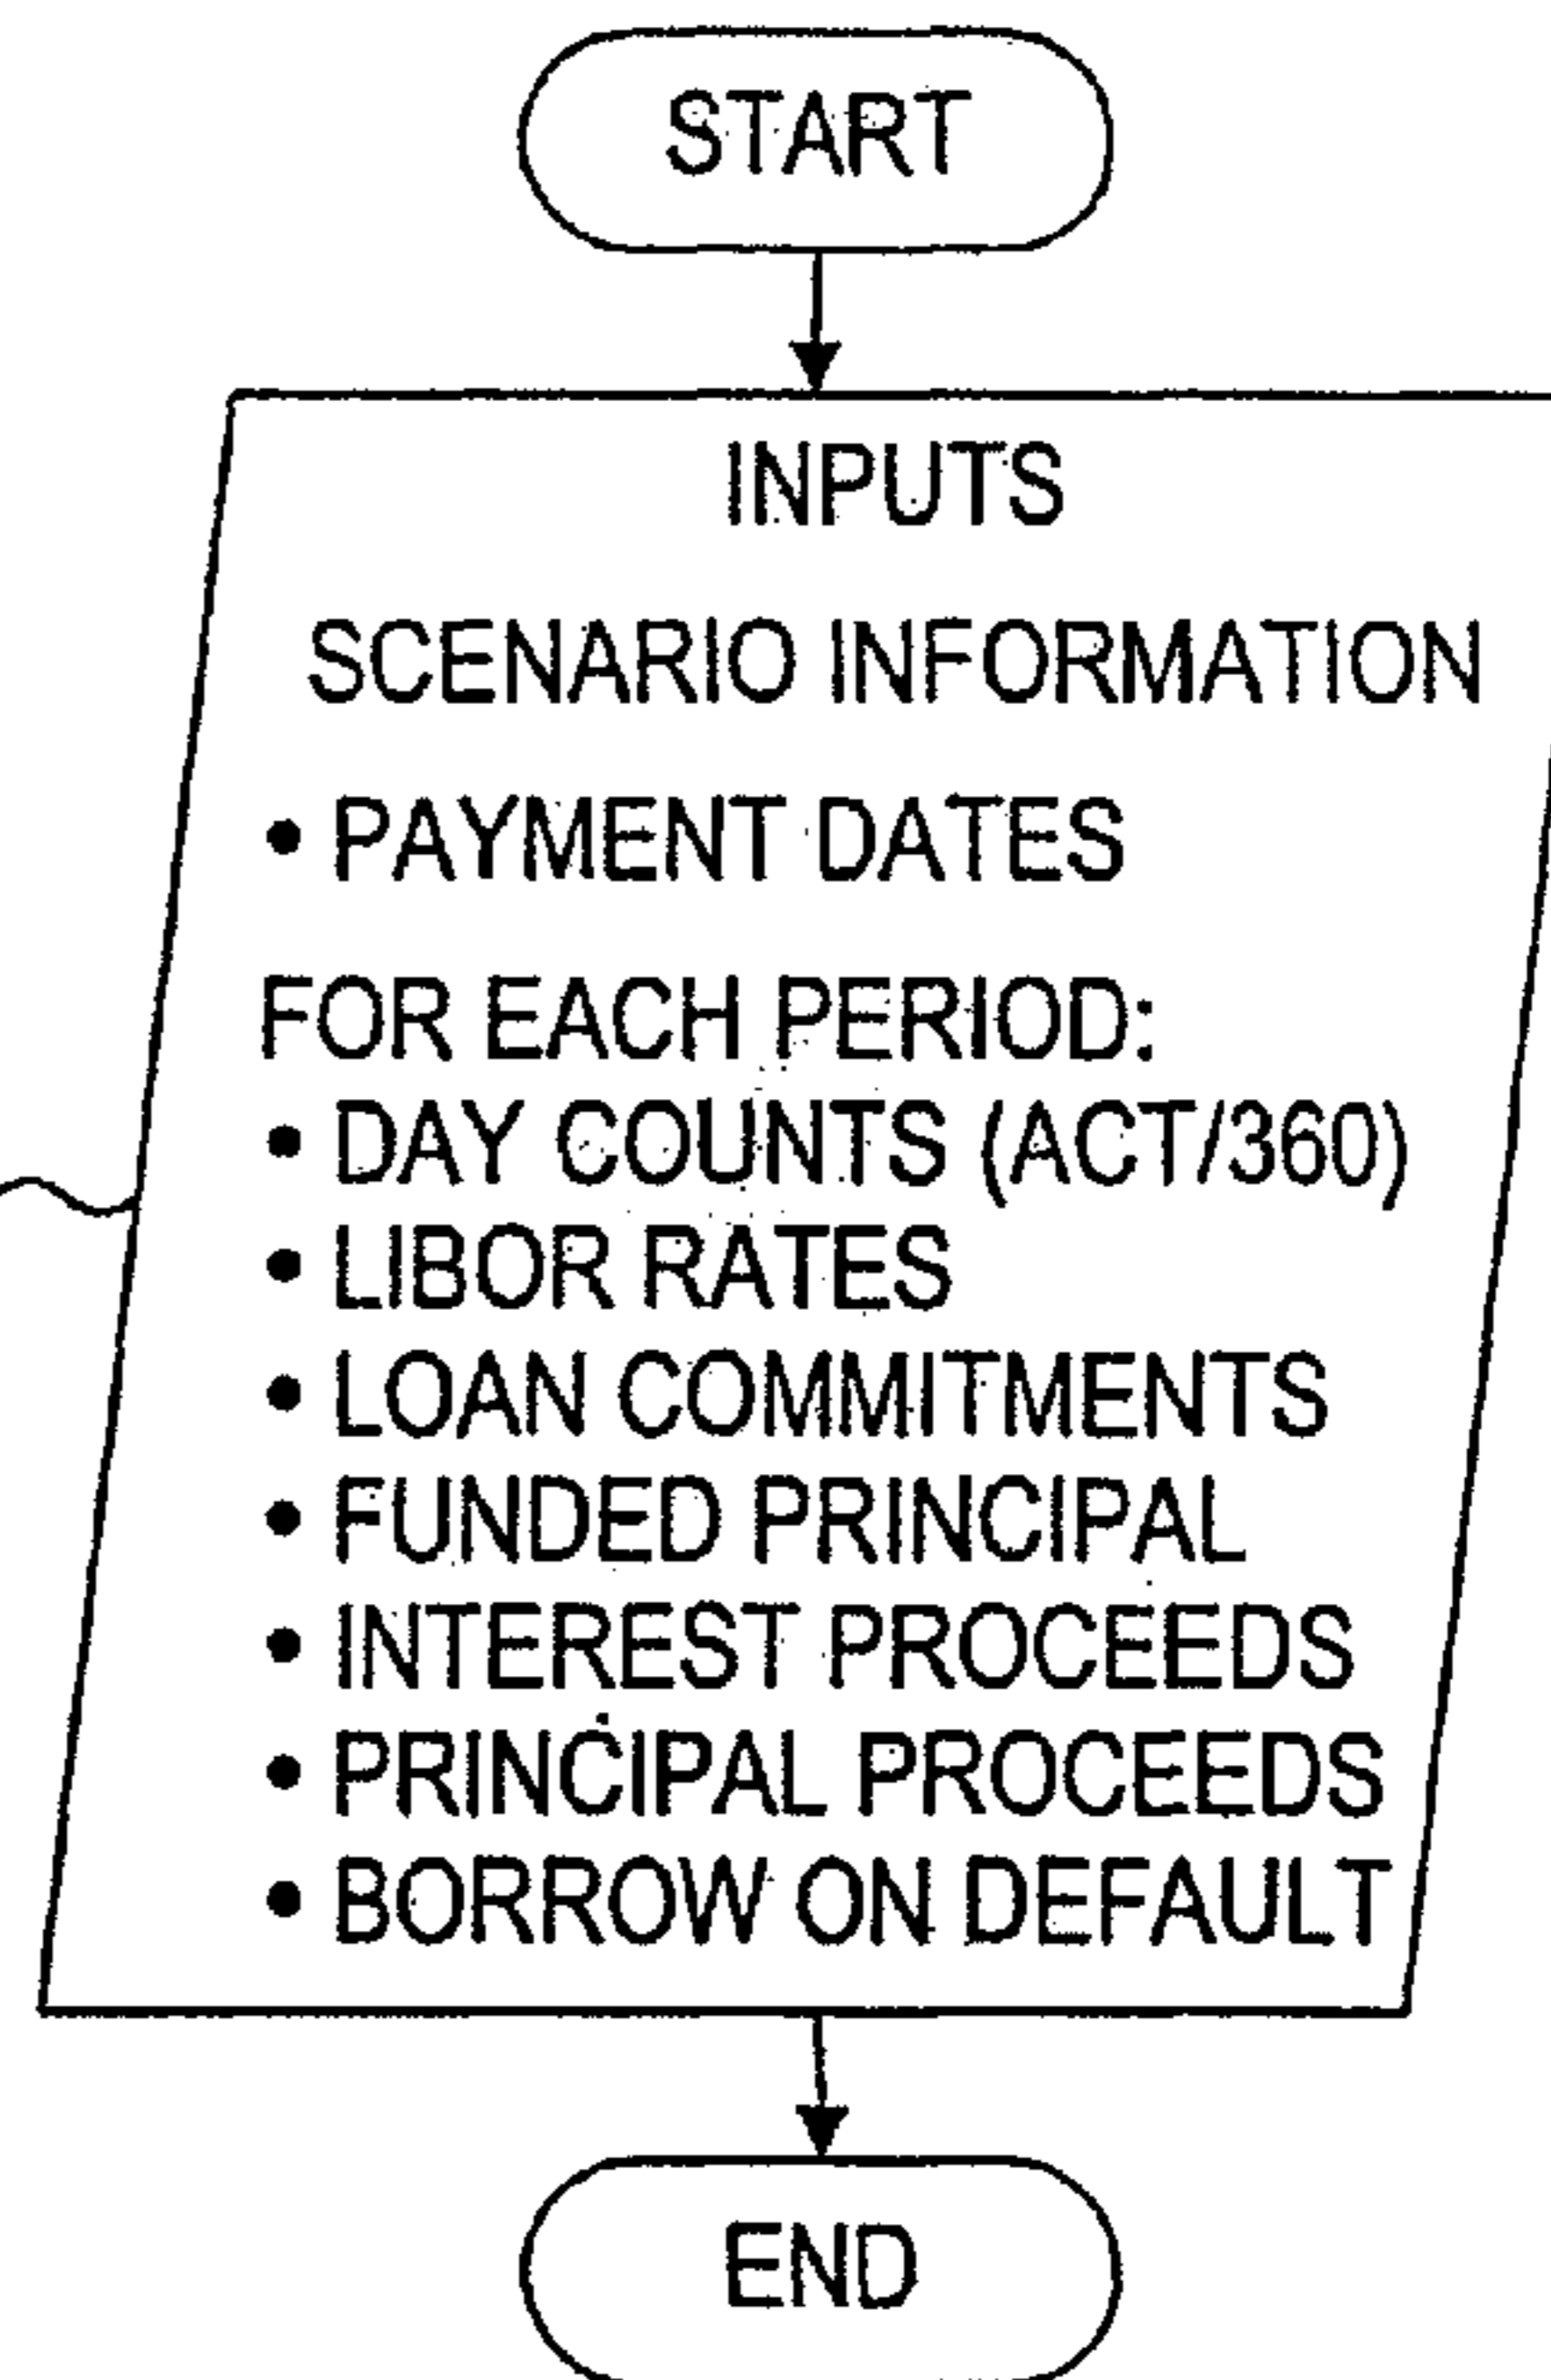 START
INPUTS
SCENARIO INFORMATION
• PAYMENT DATES
FOR EACH PERIOD:
• DAY COUNTS (ACT/360)
• LIBOR RATES
• LOAN COMMITMENTS
• FUNDED PRINCIPAL
• INTEREST PROCEEDS
• PRINCIPAL PROCEEDS
• BORROW ON DEFAULT
END